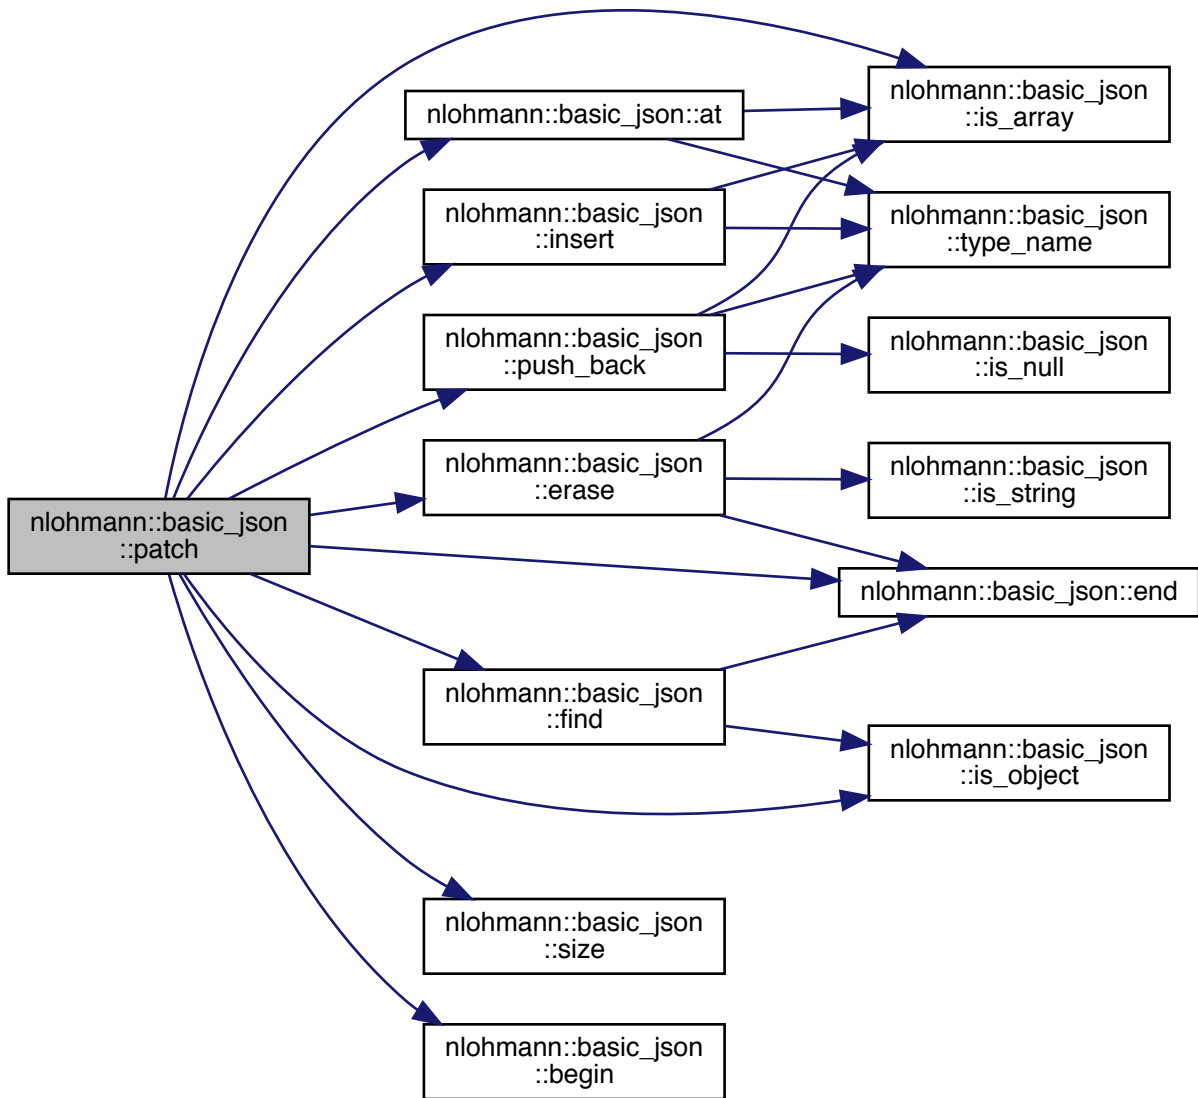 nlohmann::basic_json
::patch
nlohmann::basic_json::at
nlohmann::basic_json
::insert
nlohmann::basic_json
::push_back
nlohmann::basic_json
::erase
nlohmann::basic_json
::find
nlohmann::basic_json
::size
nlohmann::basic_json
::begin
nlohmann::basic_json
::is_array
nlohmann::basic_json
::type_name
nlohmann::basic_json
::is_null
nlohmann::basic_json
::is_string
nlohmann::basic_json::end
nlohmann::basic_json
::is_object